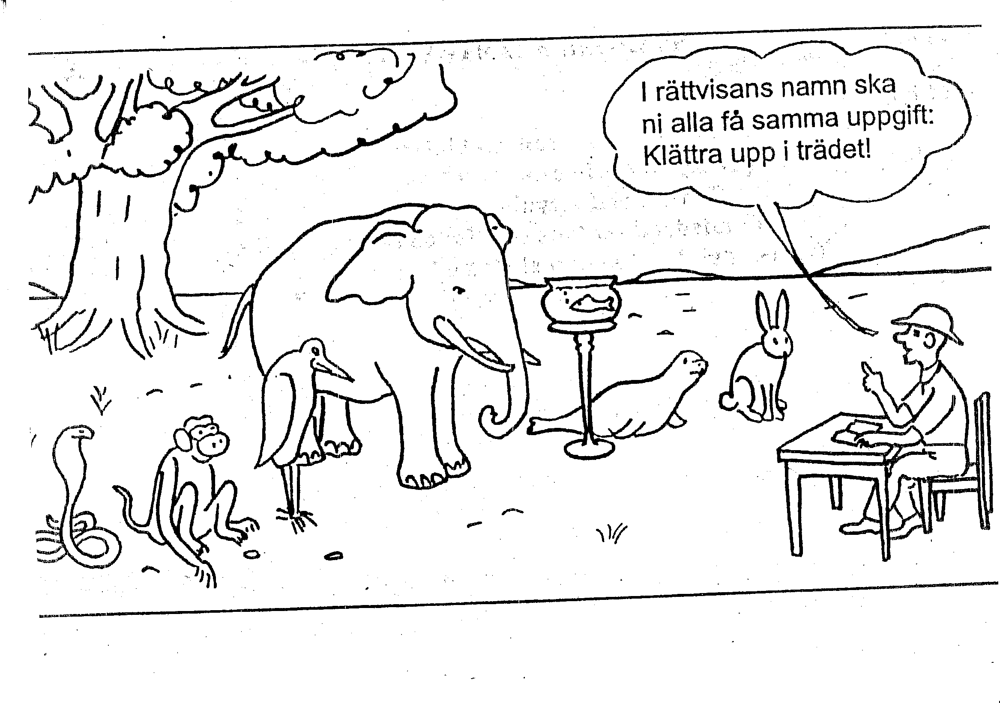 I rättvisans namn ska
ni alla få samma uppgift:
Klättra upp i trädet!